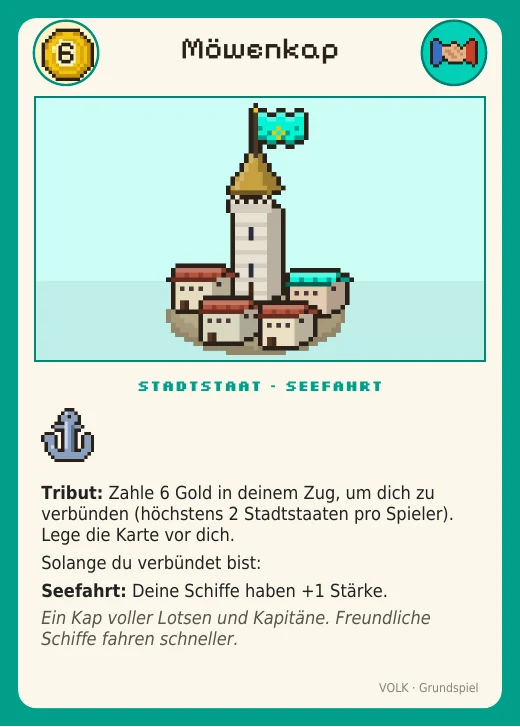 6
Möwenkap
STADTSTAAT · SEEFAHRT
Tribut: Zahle 6 Gold in deinem Zug, um dich zu
verbünden (höchstens 2 Stadtstaaten pro Spieler).
Lege die Karte vor dich.
Solange du verbündet bist:
Seefahrt: Deine Schiffe haben +1 Stärke.
Ein Kap voller Lotsen und Kapitäne. Freundliche
Schiffe fahren schneller.
VOLK · Grundspiel